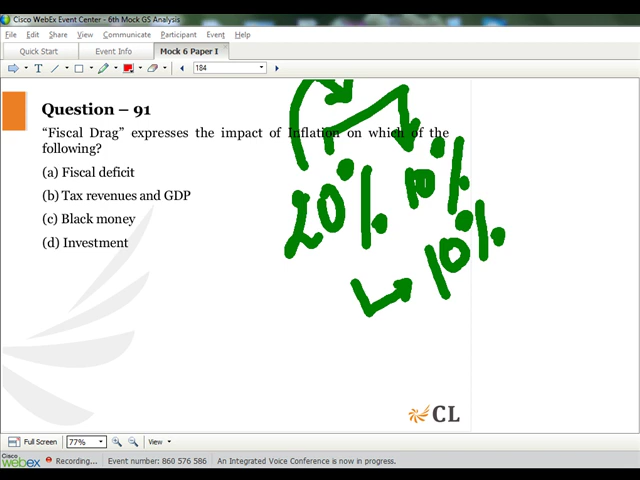 Cisco WebEx Event Center - 6th Mock GS Analysis
File Edit Share View Communicate Participant Event Help
Quick Start Event Info Mock 6 Paper I
T 184
Question – 91
"Fiscal Drag" expresses the impact of Inflation on which of the
following?
(a) Fiscal deficit
(b) Tax revenues and GDP
(c) Black money
(d) Investment
20% 10%
10%
CL
Full Screen 77% View
Cisco webex Recording... Event number: 860 576 586 An Integrated Voice Conference is now in progress.